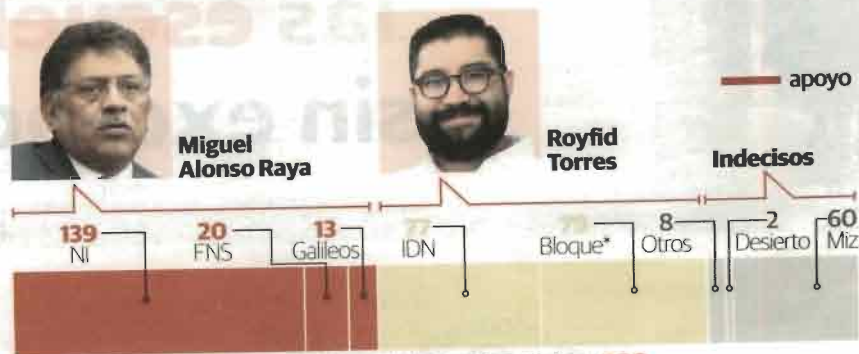 apoyo
Miguel
Alonso Raya
Royfid
Torres
Indecisos
139
NI
20
FNS
13
Galileos
77
IDN
Bloque*
8
Otros
2
Desierto
60
Miz